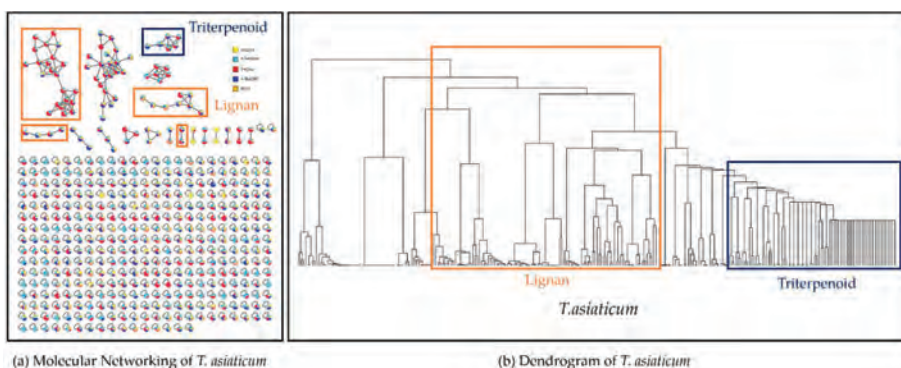 Triterpenoid
Lignan
Lignan
Triterpenoid
T.asiaticum
(a) Molecular Networking of T. asiaticum
(b) Dendrogram of T. asiaticum